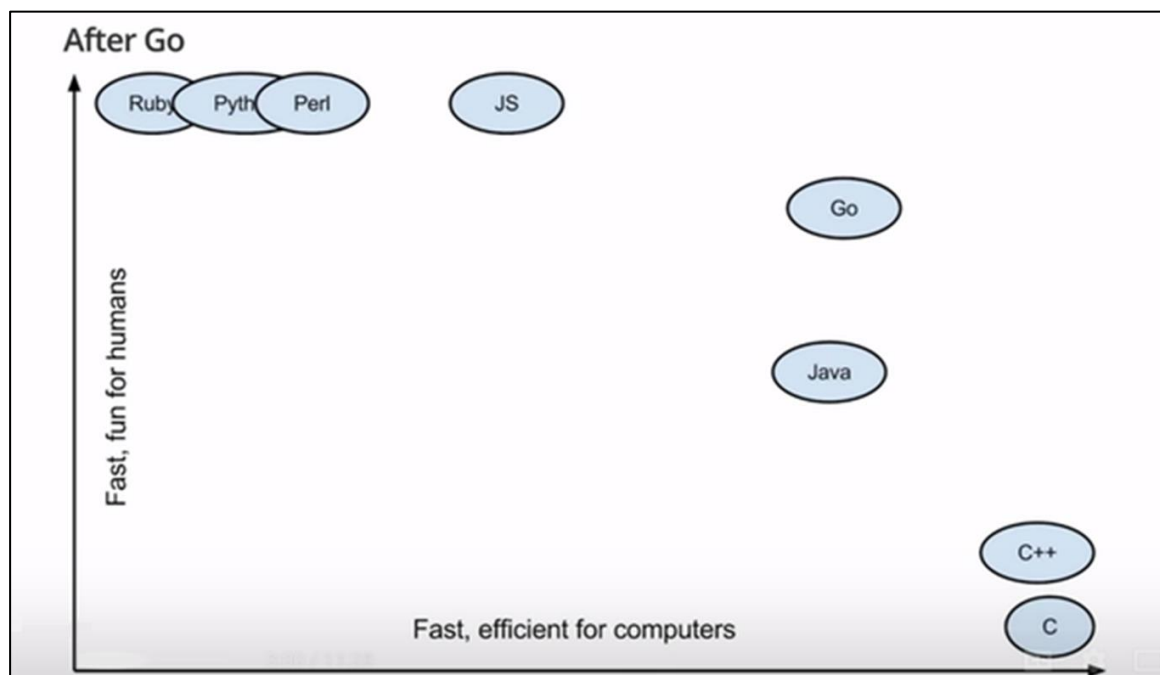 After Go
Ruby Pyth Perl JS
Go
Java
Fast, fun for humans
C++
C
Fast, efficient for computers